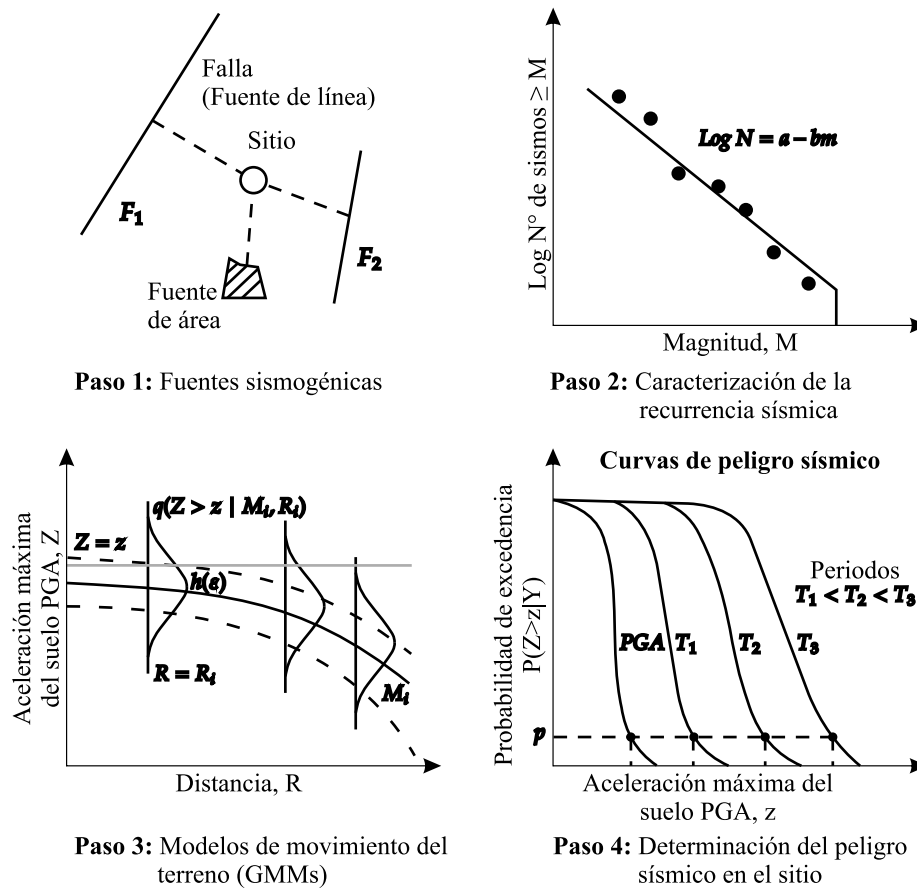 Falla
(Fuente de línea)
Sitio
F₁
F₂
Fuente
de área
Paso 1: Fuentes sismogénicas
Log N° de sismos ≥ M
Log N = a – bm
Magnitud, M
Paso 2: Caracterización de la
recurrencia sísmica
Aceleración máxima
del suelo PGA, Z
q(Z > z | Mᵢ, Rᵢ)
Z = z
h(ε)
R = Rᵢ
Mᵢ
Distancia, R
Paso 3: Modelos de movimiento del
terreno (GMMs)
Curvas de peligro sísmico
Probabilidad de excedencia
P(Z>z|Y)
Periodos
T₁ < T₂ < T₃
PGA
T₁
T₂
T₃
p
Aceleración máxima del
suelo PGA, z
Paso 4: Determinación del peligro
sísmico en el sitio